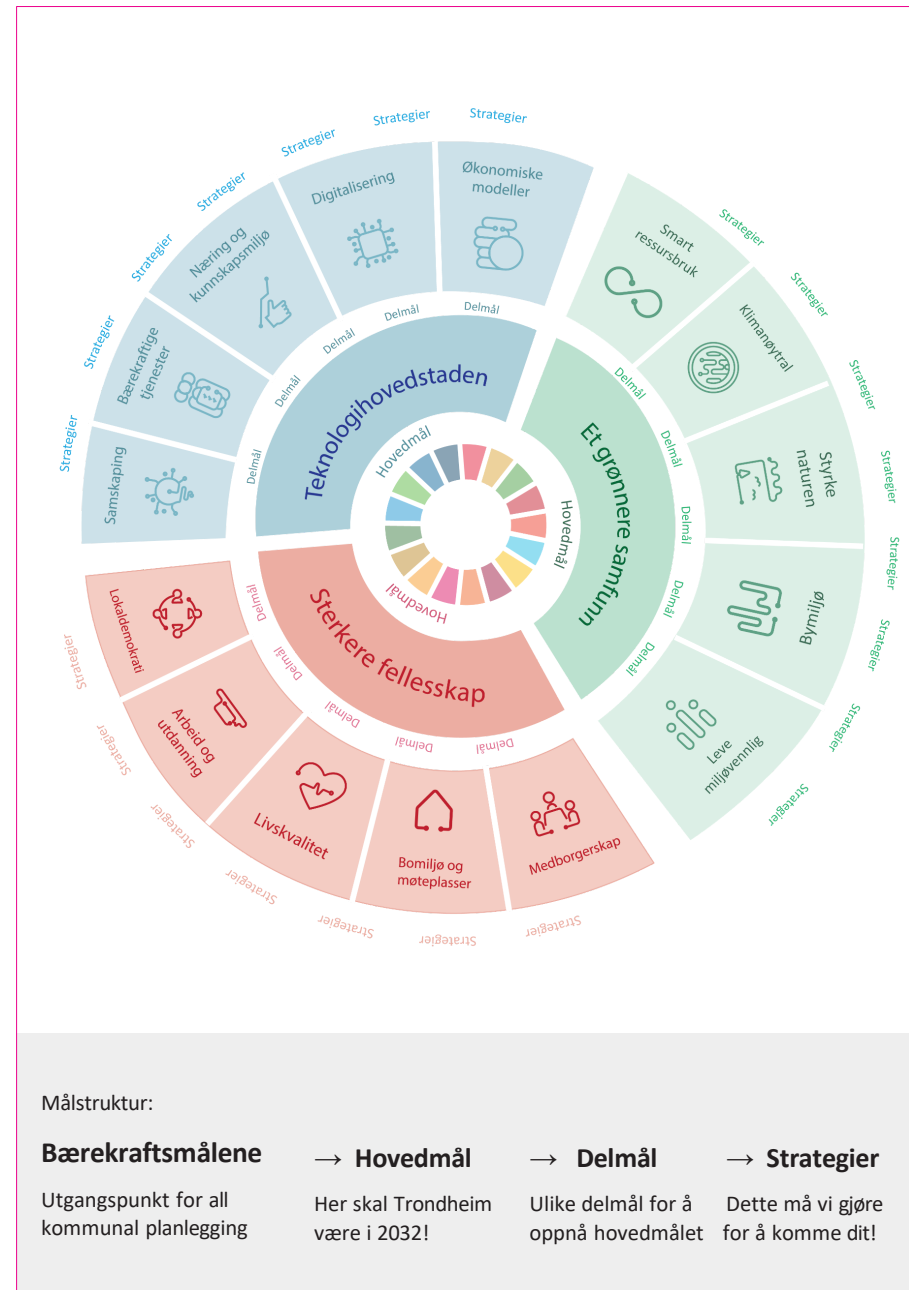 Strategier
Strategier
Strategier
Strategier
Strategier
Strategier
Strategier
Samskaping
Bærekraftige
tjenester
Næring og
kunnskapsmiljø
Digitalisering
Økonomiske
modeller
Delmål
Delmål
Delmål
Delmål
Delmål
Teknologihovedstaden
Hovedmål
Strategier
Strategier
Strategier
Strategier
Strategier
Strategier
Strategier
Strategier
Smart
ressursbruk
Klimanøytral
Styrke
naturen
Bymiljø
Leve
miljøvennlig
Delmål
Delmål
Delmål
Delmål
Delmål
Et grønnere samfunn
Hovedmål
Hovedmål
Sterkere fellesskap
Delmål
Delmål
Delmål
Delmål
Delmål
Lokaldemokrati
Arbeid og
utdanning
Livskvalitet
Bomiljø og
møteplasser
Medborgerskap
Strategier
Strategier
Strategier
Strategier
Strategier
Strategier
Strategier
Målstruktur:
Bærekraftsmålene
Utgangspunkt for all
kommunal planlegging
→ Hovedmål
Her skal Trondheim
være i 2032!
→ Delmål
Ulike delmål for å
oppnå hovedmålet
→ Strategier
Dette må vi gjøre
for å komme dit!